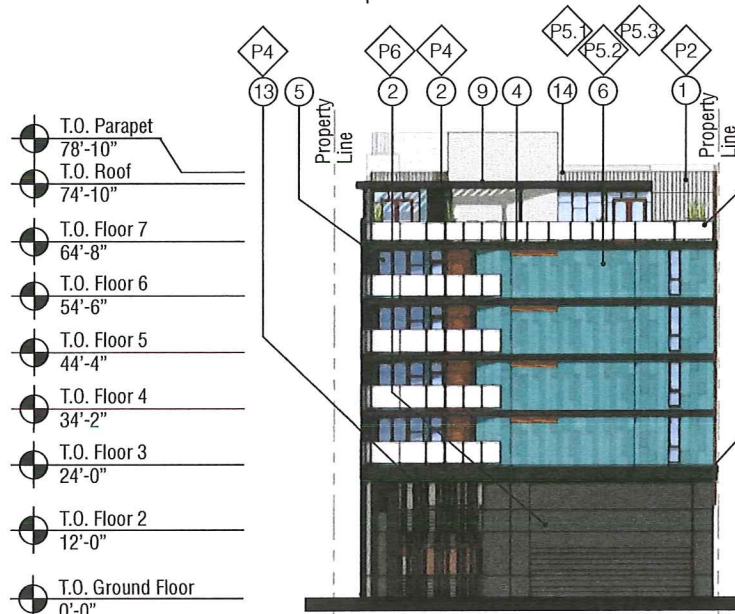 P4
P6
P4
P5.1
P5.3
P5.2
P2
13
5
2
2
9
4
14
6
1
Property
Line
Property
Line
T.O. Parapet
78'-10"
T.O. Roof
74'-10"
T.O. Floor 7
64'-8"
T.O. Floor 6
54'-6"
T.O. Floor 5
44'-4"
T.O. Floor 4
34'-2"
T.O. Floor 3
24'-0"
T.O. Floor 2
12'-0"
T.O. Ground Floor
0'-0"